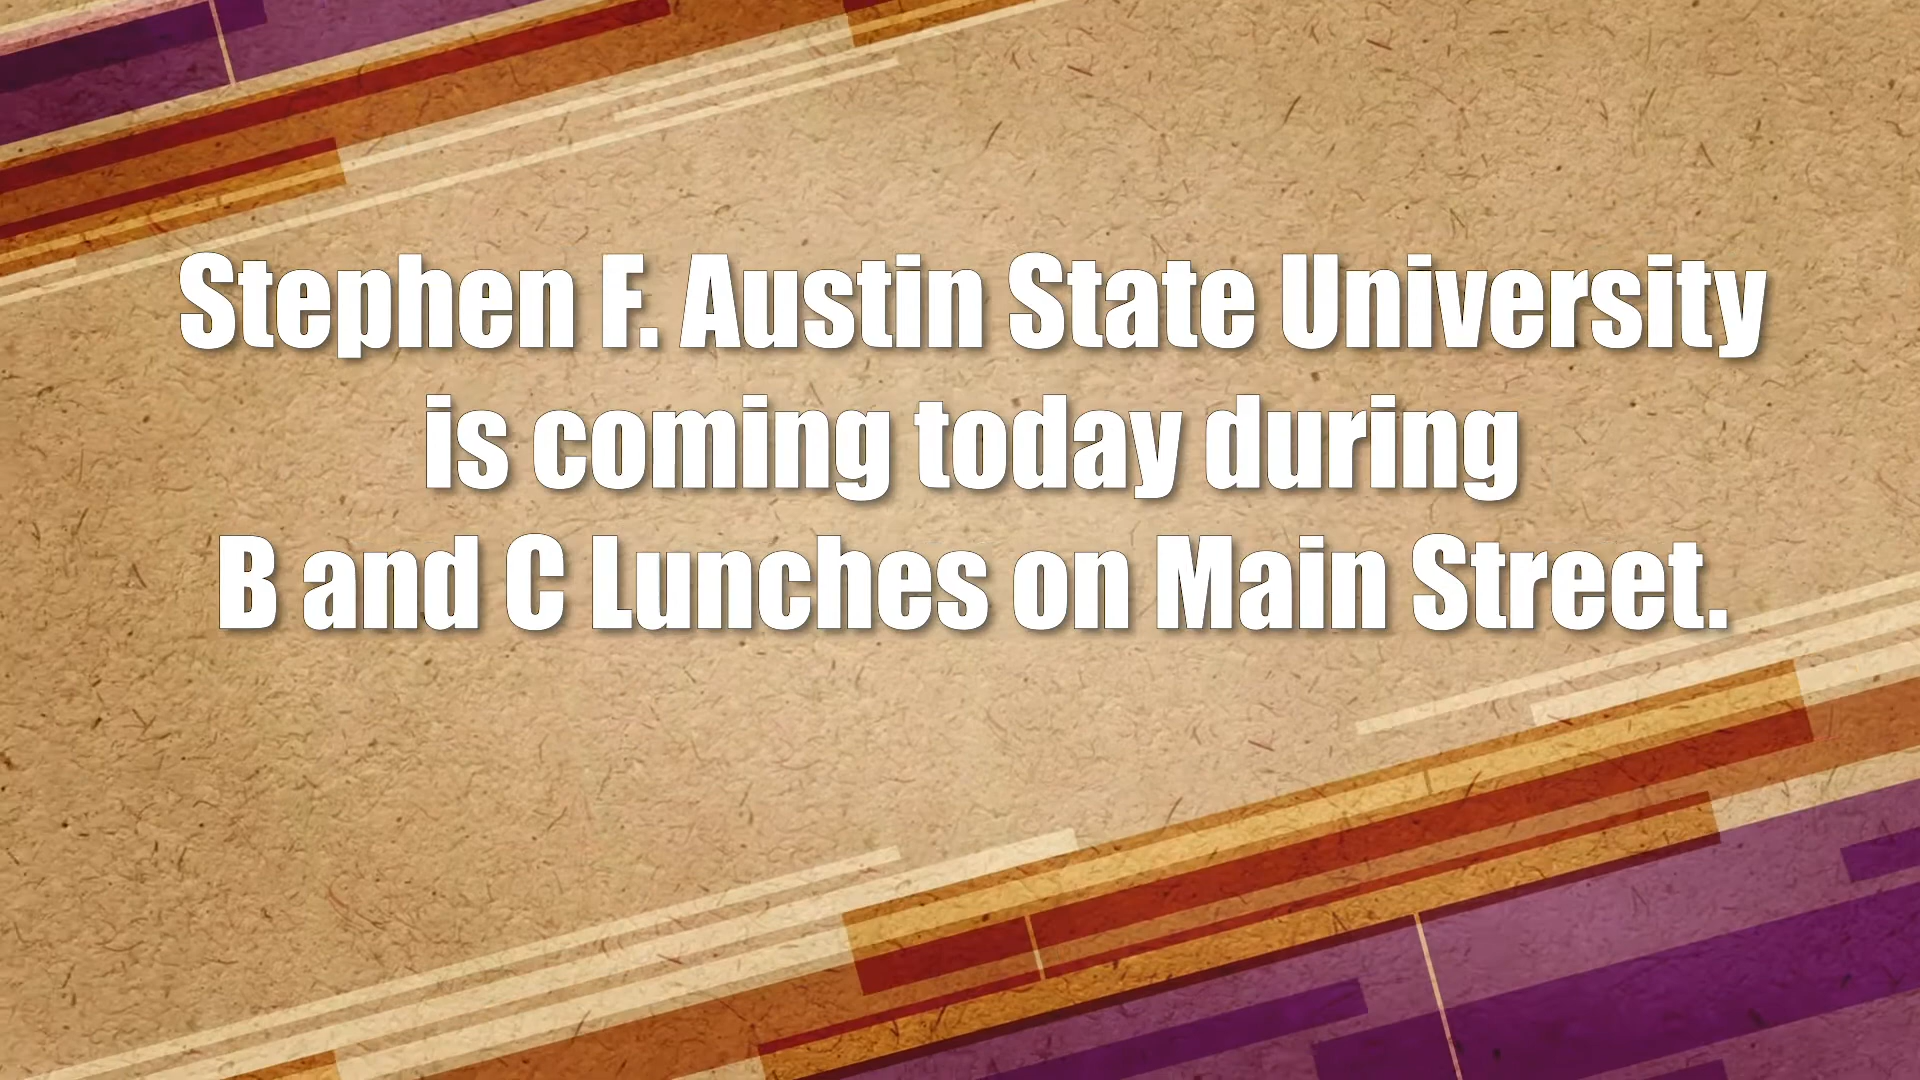 Stephen F. Austin State University
is coming today during
B and C Lunches on Main Street.